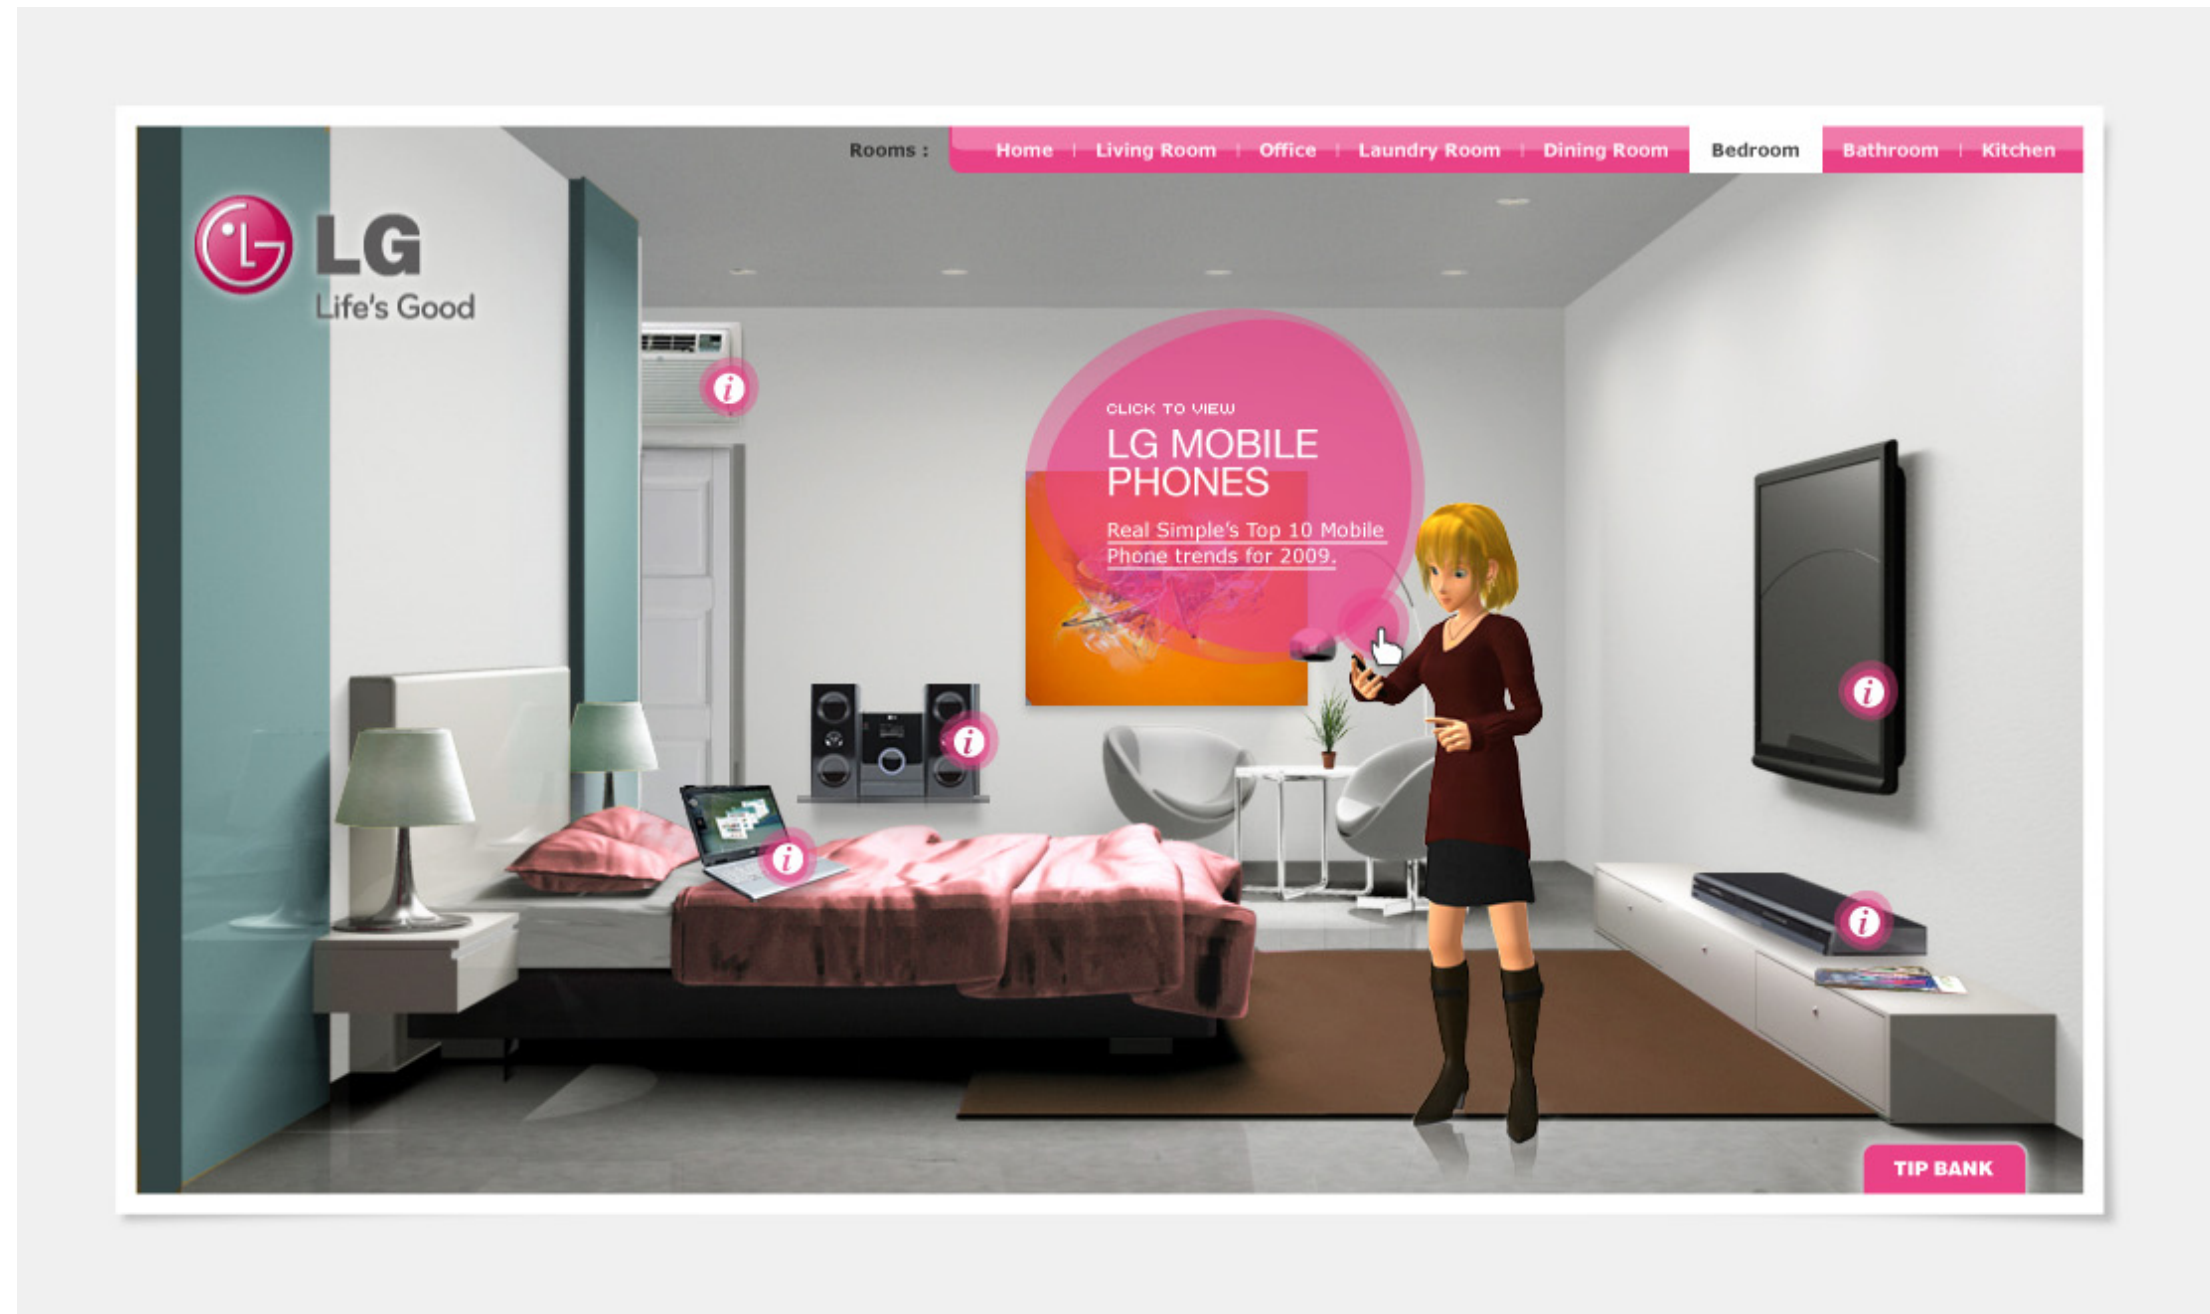 Rooms : Home | Living Room | Office | Laundry Room | Dining Room Bedroom Bathroom | Kitchen
LG
Life's Good
i
CLICK TO VIEW
LG MOBILE
PHONES
Real Simple's Top 10 Mobile
Phone trends for 2009.
i
i
i
i
TIP BANK